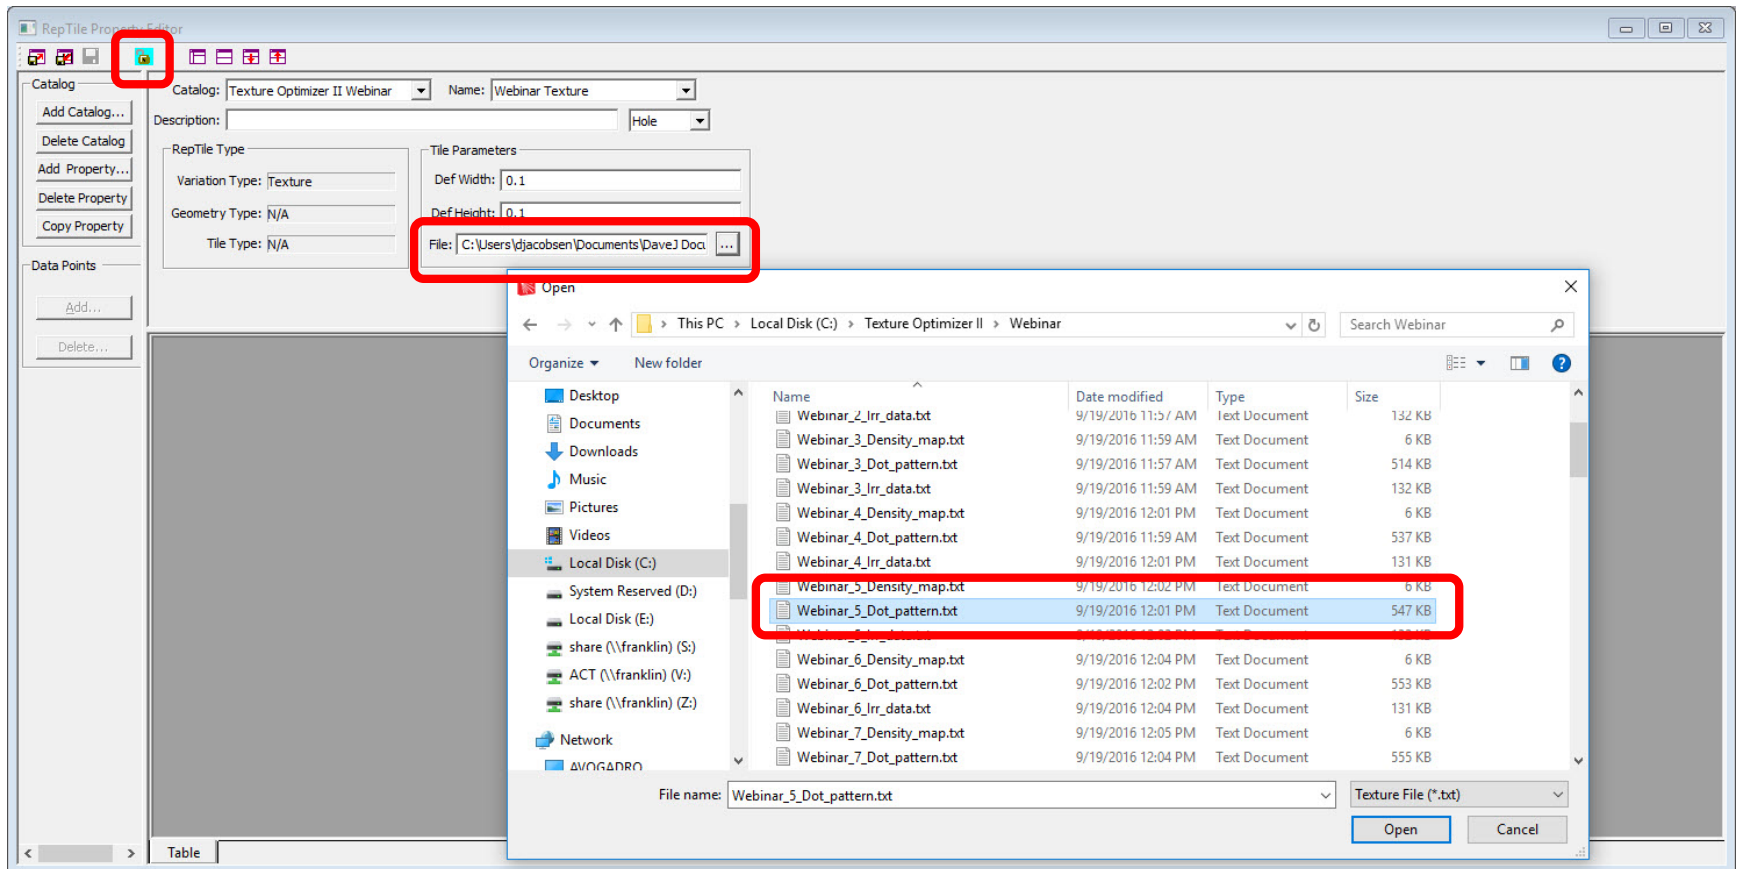 RepTile Property Editor
Catalog
Add Catalog...
Delete Catalog
Add Property...
Delete Property
Copy Property
Data Points
Add...
Delete...
Catalog: Texture Optimizer II Webinar Name: Webinar Texture
Description: Hole
RepTile Type
Variation Type: Texture
Geometry Type: N/A
Tile Type: N/A
Tile Parameters
Def Width: 0.1
Def Height: 0.1
File: C:\Users\djacobsen\Documents\DaveJ Docu ...
Table
Open
This PC > Local Disk (C:) > Texture Optimizer II > Webinar
Search Webinar
Organize New folder
Desktop
Documents
Downloads
Music
Pictures
Videos
Local Disk (C:)
System Reserved (D:)
Local Disk (E:)
share (\\franklin) (S:)
ACT (\\franklin) (V:)
share (\\franklin) (Z:)
Network
AVOGADRO
Name Date modified Type Size
Webinar_2_Irr_data.txt 9/19/2016 11:57 AM Text Document 132 KB
Webinar_3_Density_map.txt 9/19/2016 11:59 AM Text Document 6 KB
Webinar_3_Dot_pattern.txt 9/19/2016 11:57 AM Text Document 514 KB
Webinar_3_Irr_data.txt 9/19/2016 11:59 AM Text Document 132 KB
Webinar_4_Density_map.txt 9/19/2016 12:01 PM Text Document 6 KB
Webinar_4_Dot_pattern.txt 9/19/2016 11:59 AM Text Document 537 KB
Webinar_4_Irr_data.txt 9/19/2016 12:01 PM Text Document 131 KB
Webinar_5_Density_map.txt 9/19/2016 12:02 PM Text Document 6 KB
Webinar_5_Dot_pattern.txt 9/19/2016 12:01 PM Text Document 547 KB
Webinar_6_Density_map.txt 9/19/2016 12:04 PM Text Document 6 KB
Webinar_6_Dot_pattern.txt 9/19/2016 12:02 PM Text Document 553 KB
Webinar_6_Irr_data.txt 9/19/2016 12:04 PM Text Document 131 KB
Webinar_7_Density_map.txt 9/19/2016 12:05 PM Text Document 6 KB
Webinar_7_Dot_pattern.txt 9/19/2016 12:04 PM Text Document 555 KB
File name: Webinar_5_Dot_pattern.txt Texture File (*.txt)
Open Cancel